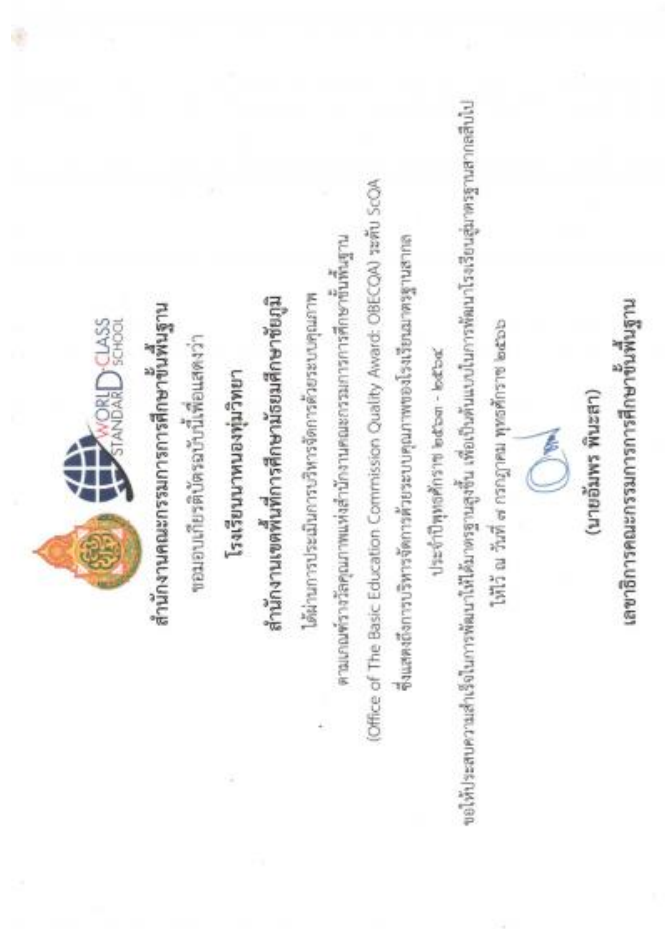 WORLD-CLASS
STANDARD SCHOOL
สำนักงานคณะกรรมการการศึกษาขั้นพื้นฐาน
ขอมอบเกียรติบัตรฉบับนี้เพื่อแสดงว่า
โรงเรียนนาหนองทุ่มวิทยา
สำนักงานเขตพื้นที่การศึกษามัธยมศึกษาชัยภูมิ
ได้ผ่านการประเมินการบริหารจัดการด้วยระบบคุณภาพ
ตามเกณฑ์รางวัลคุณภาพแห่งสำนักงานคณะกรรมการการศึกษาขั้นพื้นฐาน
(Office of The Basic Education Commission Quality Award: OBECQA) ระดับ ScQA
ซึ่งแสดงถึงการบริหารจัดการด้วยระบบคุณภาพของโรงเรียนมาตรฐานสากล
ประจำปีพุทธศักราช ๒๕๖๓ - ๒๕๖๔
ขอให้ประสบความสำเร็จในการพัฒนาให้ได้มาตรฐานสูงขึ้น เพื่อเป็นต้นแบบในการพัฒนาโรงเรียนสู่มาตรฐานสากลสืบไป
ให้ไว้ ณ วันที่ ๗ กรกฎาคม พุทธศักราช ๒๕๖๖
(นายอัมพร พินะสา)
เลขาธิการคณะกรรมการการศึกษาขั้นพื้นฐาน